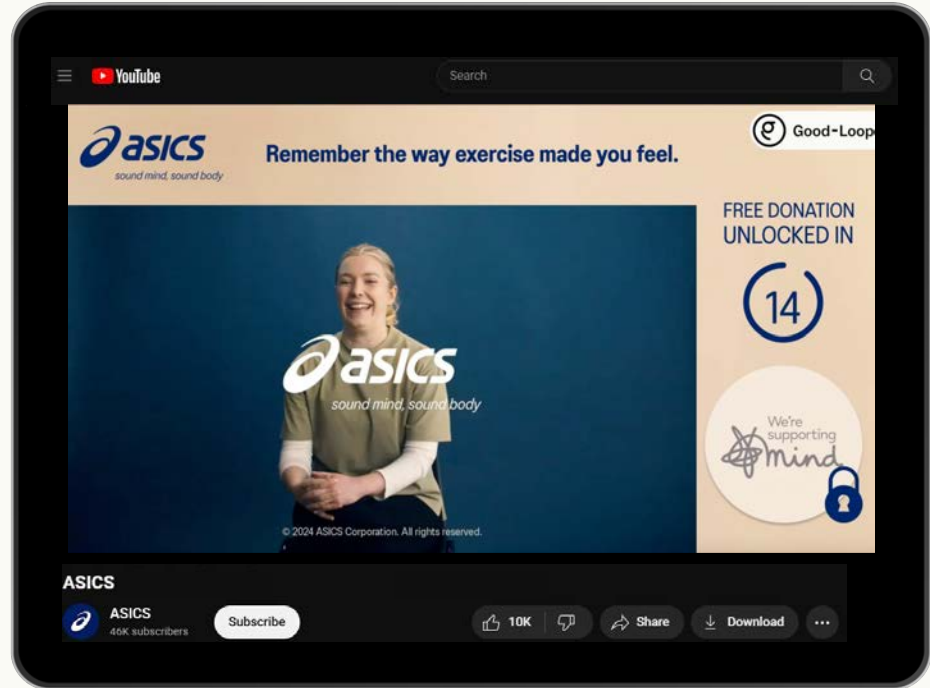 YouTube
Search
asics
sound mind, sound body
Remember the way exercise made you feel.
Good-Loop
FREE DONATION
UNLOCKED IN
14
asics
sound mind, sound body
We're
supporting
mind
© 2024 ASICS Corporation. All rights reserved.
ASICS
ASICS
46K subscribers
Subscribe
10K
Share
Download